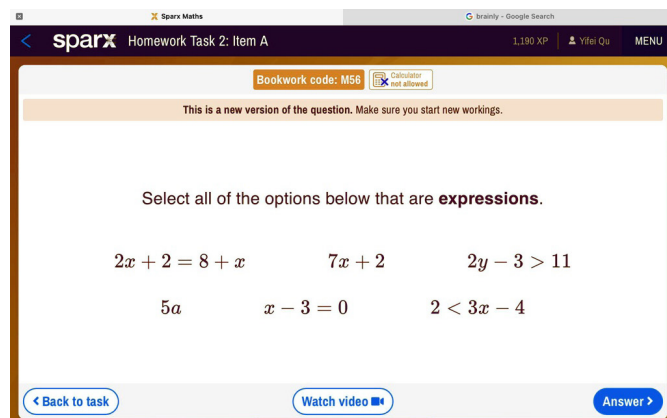 Sparx Maths
brainly - Google Search
sparx Homework Task 2: Item A 1,190 XP Yifei Qu MENU
Bookwork code: M56 Calculator not allowed
This is a new version of the question. Make sure you start new workings.
Select all of the options below that are expressions.
2x + 2 = 8 + x 7x + 2 2y − 3 > 11
5a x − 3 = 0 2 < 3x − 4
< Back to task Watch video Answer >